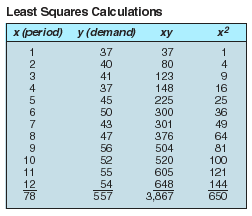 Least Squares Calculations
x (period) y (demand) xy x²
1 37 37 1
2 40 80 4
3 41 123 9
4 37 148 16
5 45 225 25
6 50 300 36
7 43 301 49
8 47 376 64
9 56 504 81
10 52 520 100
11 55 605 121
12 54 648 144
78 557 3,867 650